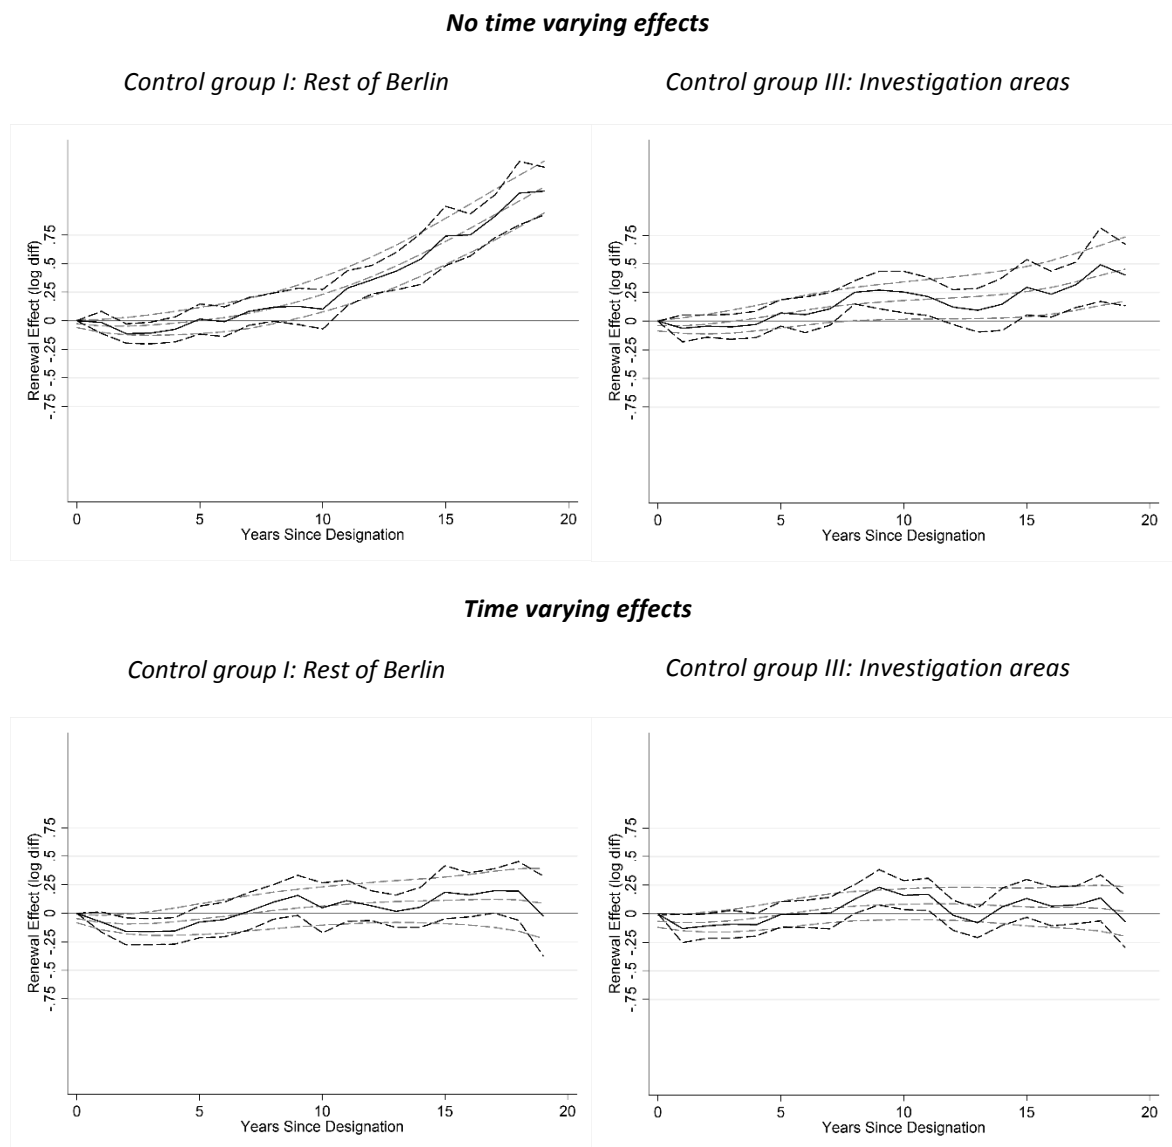 No time varying effects
Control group I: Rest of Berlin
Control group III: Investigation areas
Renewal Effect (log diff)
.75
.5
.25
0
-.25
-.5
-.75
0 5 10 15 20
Years Since Designation
Renewal Effect (log diff)
.75
.5
.25
0
-.25
-.5
-.75
0 5 10 15 20
Years Since Designation
Time varying effects
Control group I: Rest of Berlin
Control group III: Investigation areas
Renewal Effect (log diff)
.75
.5
.25
0
-.25
-.5
-.75
0 5 10 15 20
Years Since Designation
Renewal Effect (log diff)
.75
.5
.25
0
-.25
-.5
-.75
0 5 10 15 20
Years Since Designation